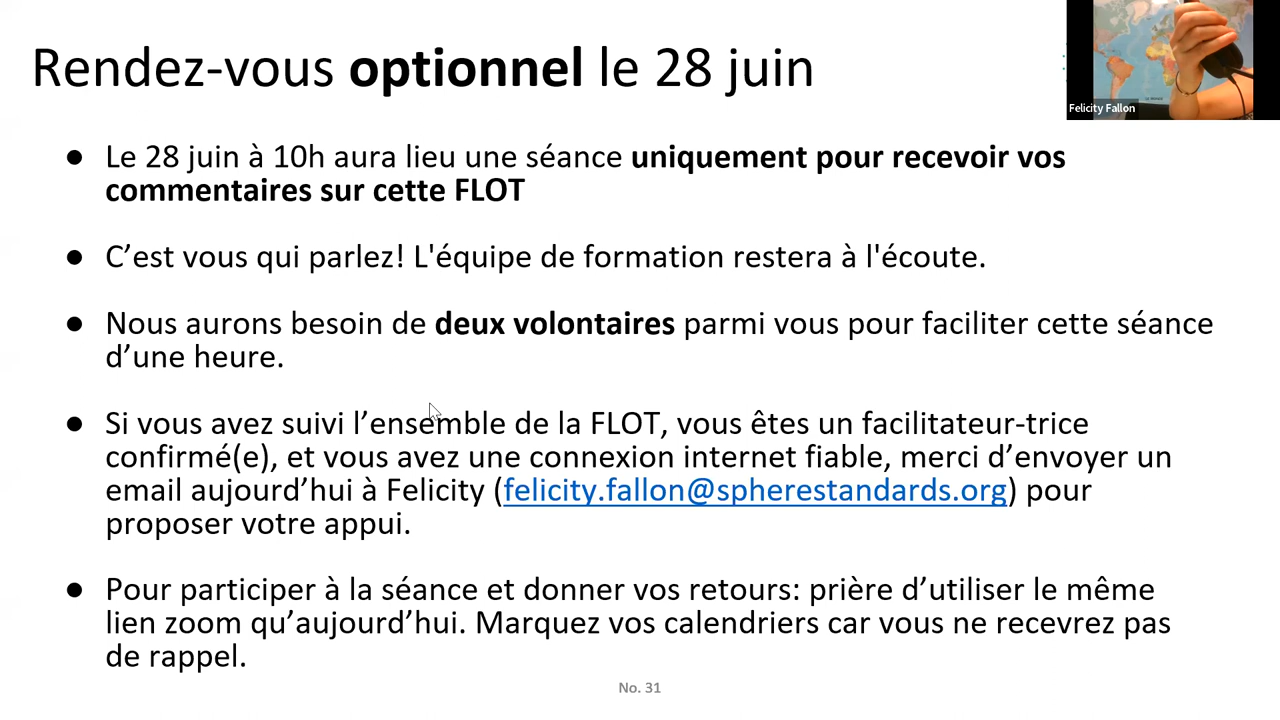 Rendez-vous optionnel le 28 juin
Felicity Fallon
● Le 28 juin à 10h aura lieu une séance uniquement pour recevoir vos
commentaires sur cette FLOT
● C’est vous qui parlez! L'équipe de formation restera à l'écoute.
● Nous aurons besoin de deux volontaires parmi vous pour faciliter cette séance
d’une heure.
● Si vous avez suivi l’ensemble de la FLOT, vous êtes un facilitateur-trice
confirmé(e), et vous avez une connexion internet fiable, merci d’envoyer un
email aujourd’hui à Felicity (felicity.fallon@spherestandards.org) pour
proposer votre appui.
● Pour participer à la séance et donner vos retours: prière d’utiliser le même
lien zoom qu’aujourd’hui. Marquez vos calendriers car vous ne recevrez pas
de rappel.
No. 31